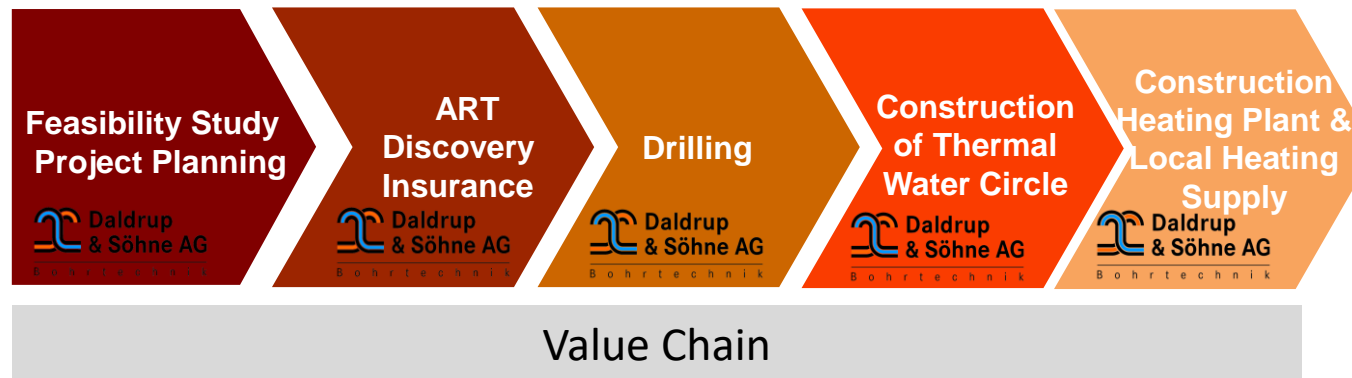 Feasibility Study
Project Planning
Daldrup
& Söhne AG
Bohrtechnik
ART
Discovery
Insurance
Daldrup
& Söhne AG
Bohrtechnik
Drilling
Daldrup
& Söhne AG
Bohrtechnik
Construction
of Thermal
Water Circle
Daldrup
& Söhne AG
Bohrtechnik
Construction
Heating Plant &
Local Heating
Supply
Daldrup
& Söhne AG
Bohrtechnik
Value Chain